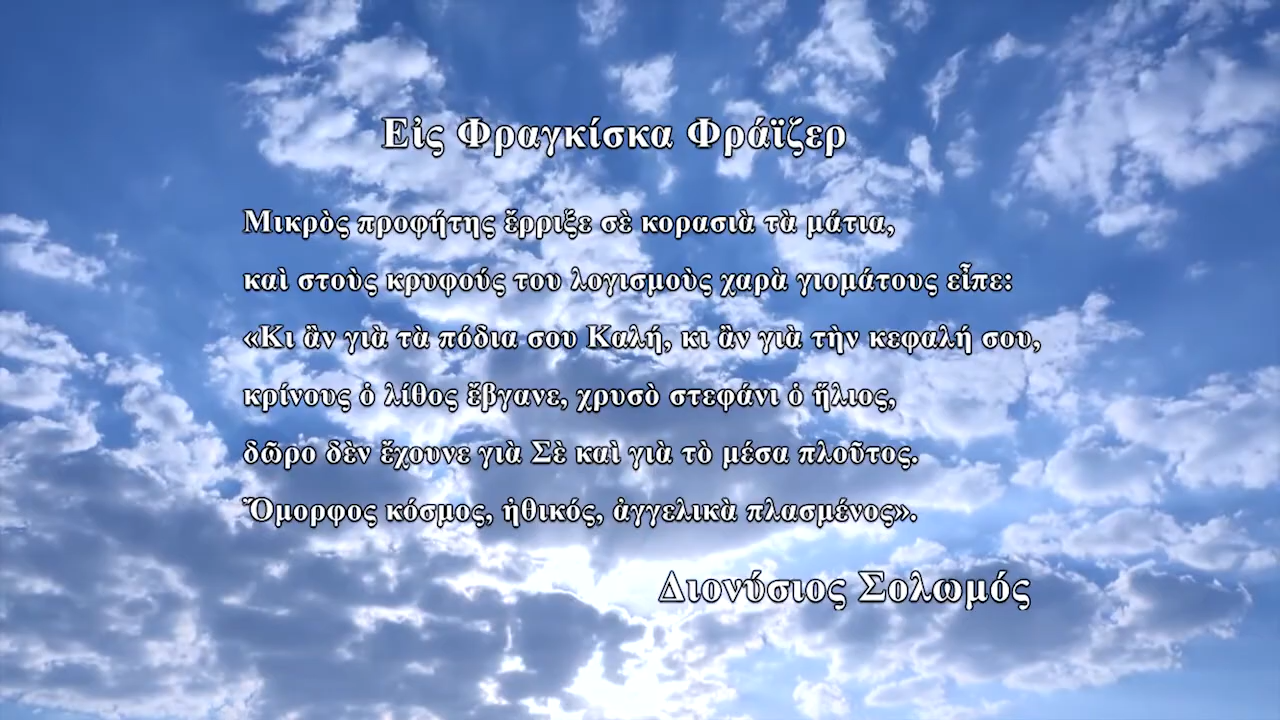 Εἰς Φραγκίσκα Φράϊζερ
Μικρὸς προφήτης ἔρριξε σὲ κορασιὰ τὰ μάτια,
καὶ στοὺς κρυφούς του λογισμοὺς χαρὰ γιομάτους εἶπε:
«Κι ἂν γιὰ τὰ πόδια σου Καλή, κι ἂν γιὰ τὴν κεφαλή σου,
κρίνους ὁ λίθος ἔβγανε, χρυσὸ στεφάνι ὁ ἥλιος,
δῶρο δὲν ἔχουνε γιὰ Σὲ καὶ γιὰ τὸ μέσα πλοῦτος.
Ὄμορφος κόσμος, ἠθικός, ἀγγελικὰ πλασμένος».
Διονύσιος Σολωμός